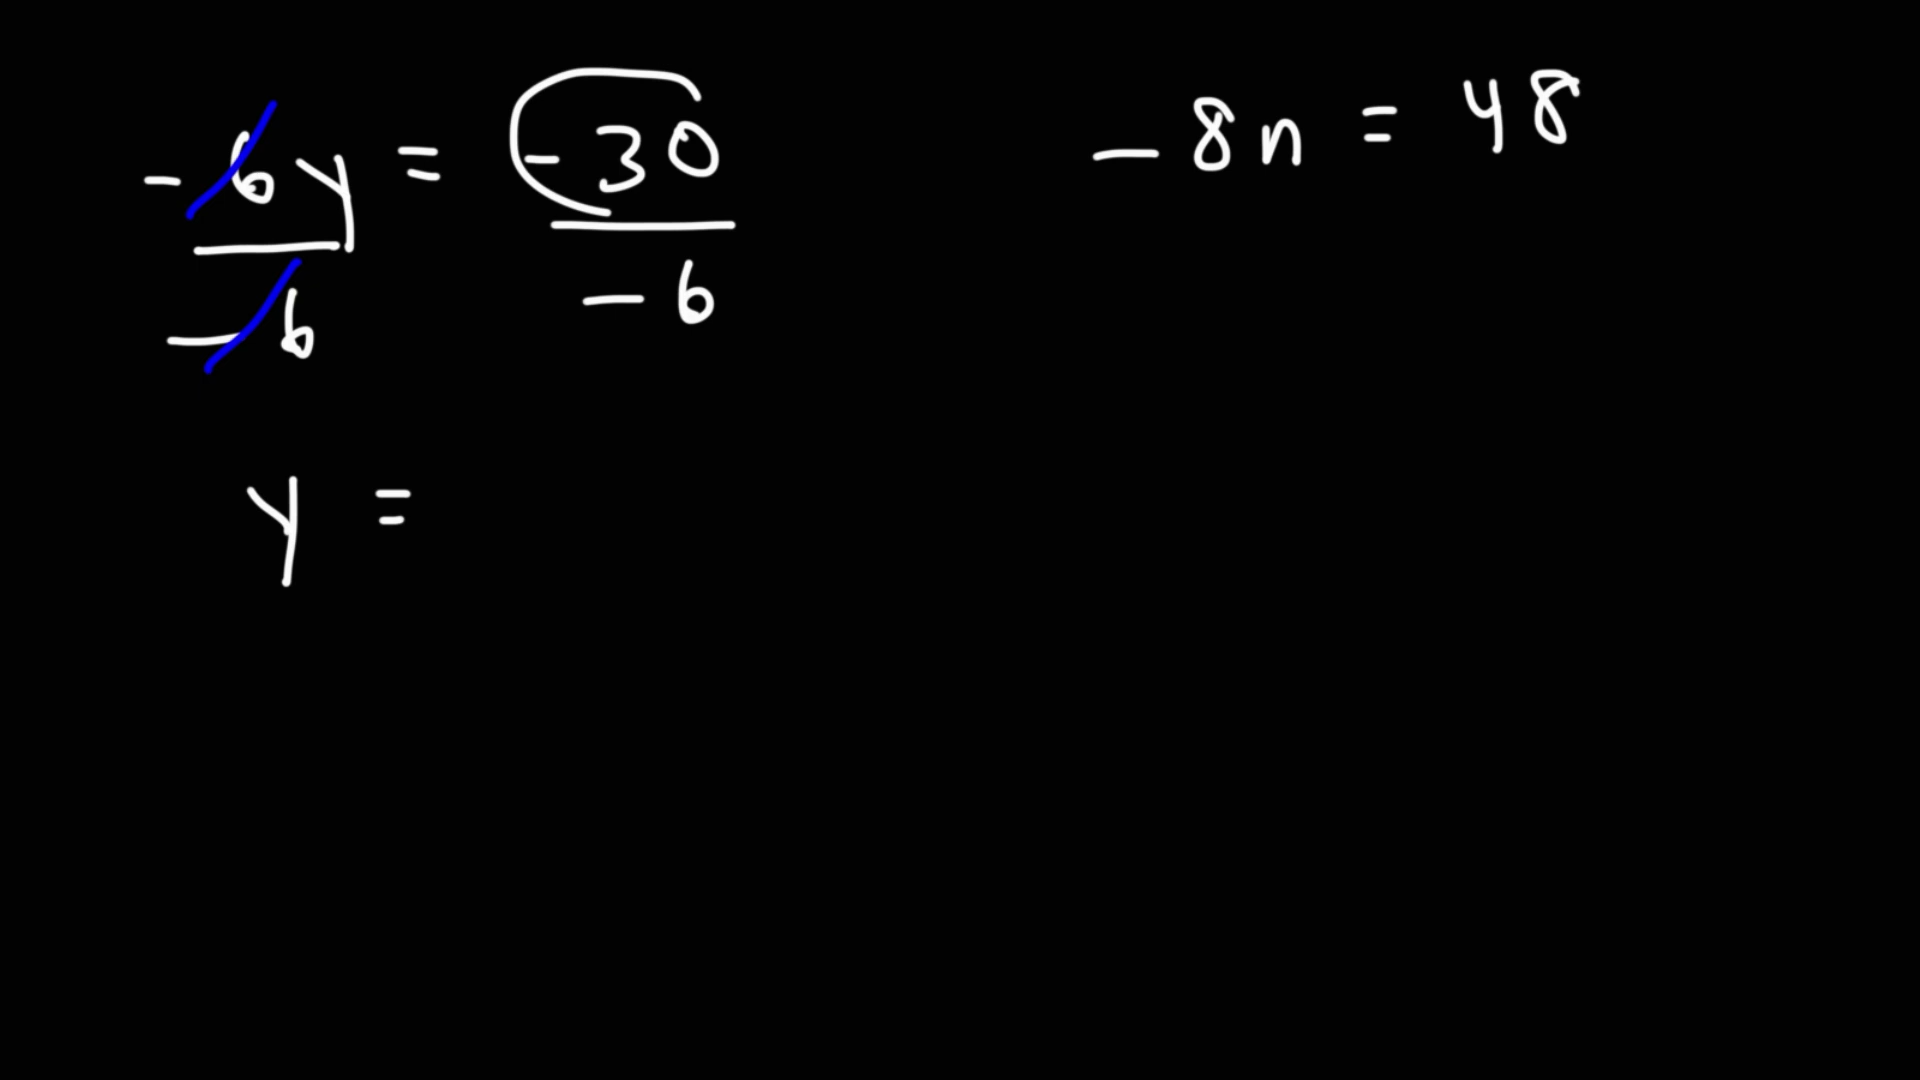 -6y = -30
-6 -6
y =
-8n = 48